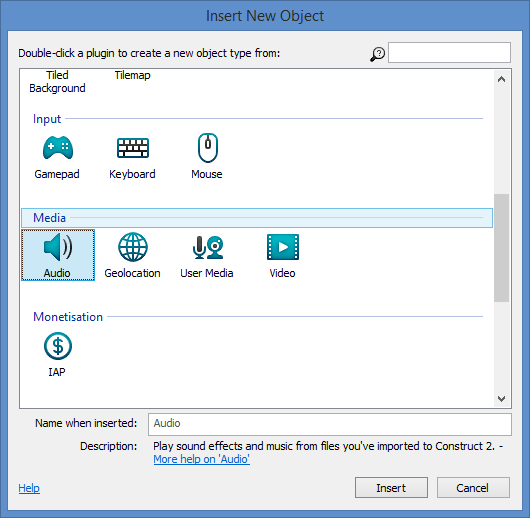 Insert New Object
Double-click a plugin to create a new object type from:
Tiled Background
Tilemap
Input
Gamepad
Keyboard
Mouse
Media
Audio
Geolocation
User Media
Video
Monetisation
IAP
Name when inserted:
Audio
Description:
Play sound effects and music from files you've imported to Construct 2. -
More help on 'Audio'
Help
Insert
Cancel